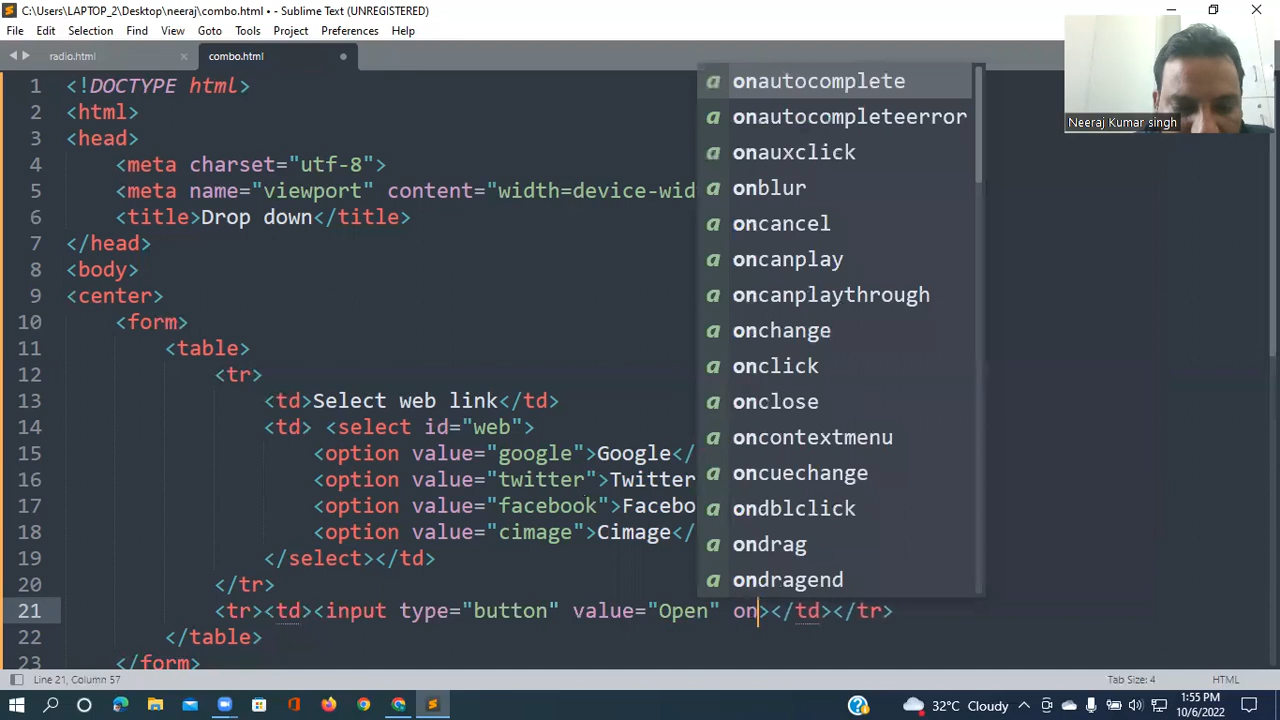 C:\Users\LAPTOP_2\Desktop\neeraj\combo.html • - Sublime Text (UNREGISTERED)
File Edit Selection Find View Goto Tools Project Preferences Help
radio.html combo.html
1 <!DOCTYPE html>
2 <html>
3 <head>
4 <meta charset="utf-8">
5 <meta name="viewport" content="width=device-wid
6 <title>Drop down</title>
7 </head>
8 <body>
9 <center>
10 <form>
11 <table>
12 <tr>
13 <td>Select web link</td>
14 <td> <select id="web">
15 <option value="google">Google</
16 <option value="twitter">Twitter
17 <option value="facebook">Facebo
18 <option value="cimage">Cimage</
19 </select></td>
20 </tr>
21 <tr><td><input type="button" value="Open" on></td></tr>
22 </table>
23 </form>
a onautocomplete
a onautocompleteerror
a onauxclick
a onblur
a oncancel
a oncanplay
a oncanplaythrough
a onchange
a onclick
a onclose
a oncontextmenu
a oncuechange
a ondblclick
a ondrag
a ondragend
Neeraj Kumar singh
Line 21, Column 57 Tab Size: 4 HTML
32°C Cloudy 1:55 PM
10/6/2022